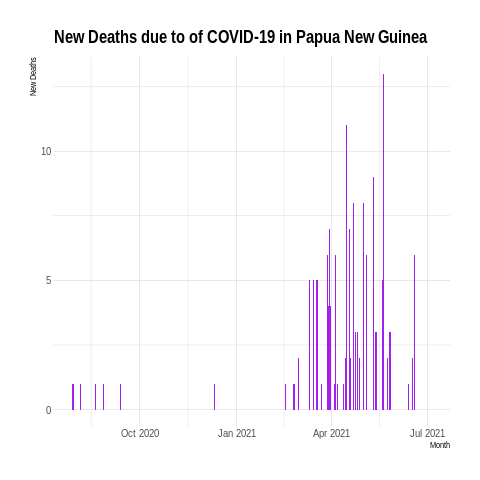 New Deaths due to of COVID-19 in Papua New Guinea
New Deaths
10
5
0
Oct 2020 Jan 2021 Apr 2021 Jul 2021
Month